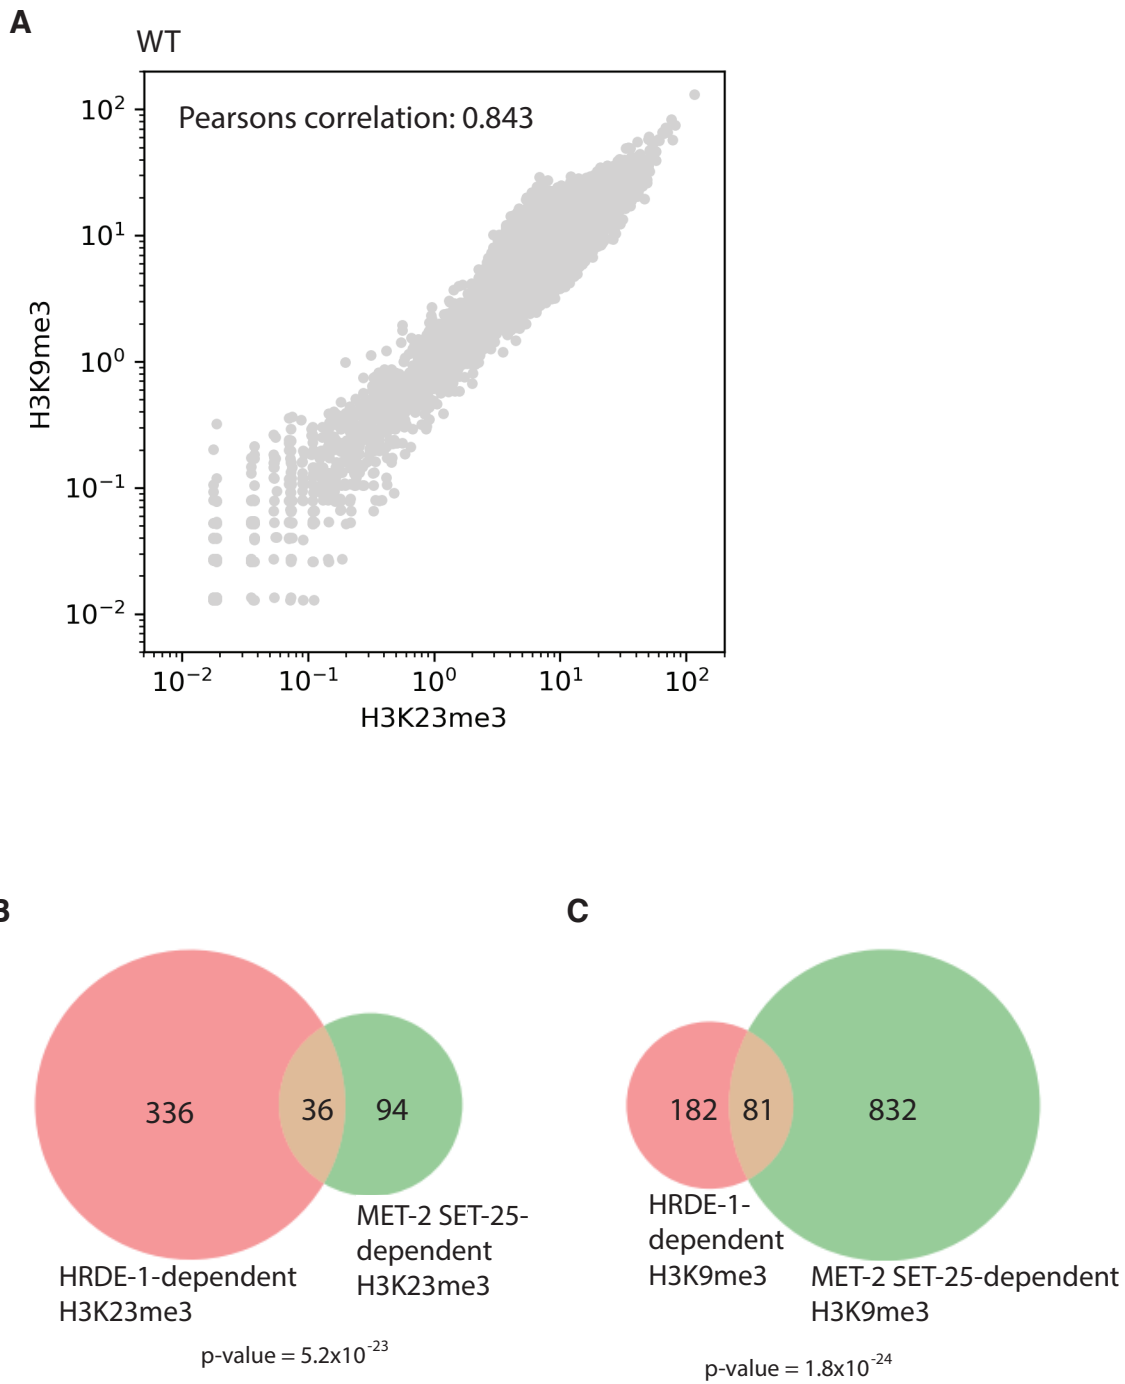 A
WT
Pearsons correlation: 0.843
10²
10¹
10⁰
10⁻¹
10⁻²
H3K9me3
10⁻² 10⁻¹ 10⁰ 10¹ 10²
H3K23me3
B
336 36 94
HRDE-1-dependent
H3K23me3
MET-2 SET-25-
dependent
H3K23me3
p-value = 5.2x10⁻²³
C
182 81 832
HRDE-1-
dependent
H3K9me3
MET-2 SET-25-dependent
H3K9me3
p-value = 1.8x10⁻²⁴